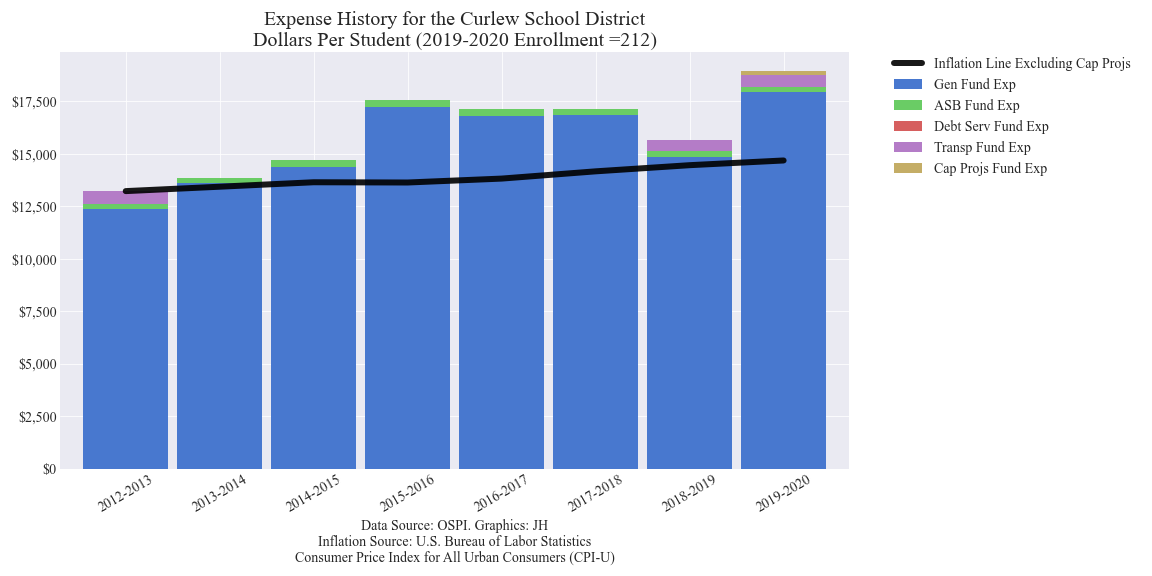 Expense History for the Curlew School District
Dollars Per Student (2019-2020 Enrollment =212)
Inflation Line Excluding Cap Projs
Gen Fund Exp
ASB Fund Exp
Debt Serv Fund Exp
Transp Fund Exp
Cap Projs Fund Exp
$17,500
$15,000
$12,500
$10,000
$7,500
$5,000
$2,500
$0
2012-2013
2013-2014
2014-2015
2015-2016
2016-2017
2017-2018
2018-2019
2019-2020
Data Source: OSPI. Graphics: JH
Inflation Source: U.S. Bureau of Labor Statistics
Consumer Price Index for All Urban Consumers (CPI-U)